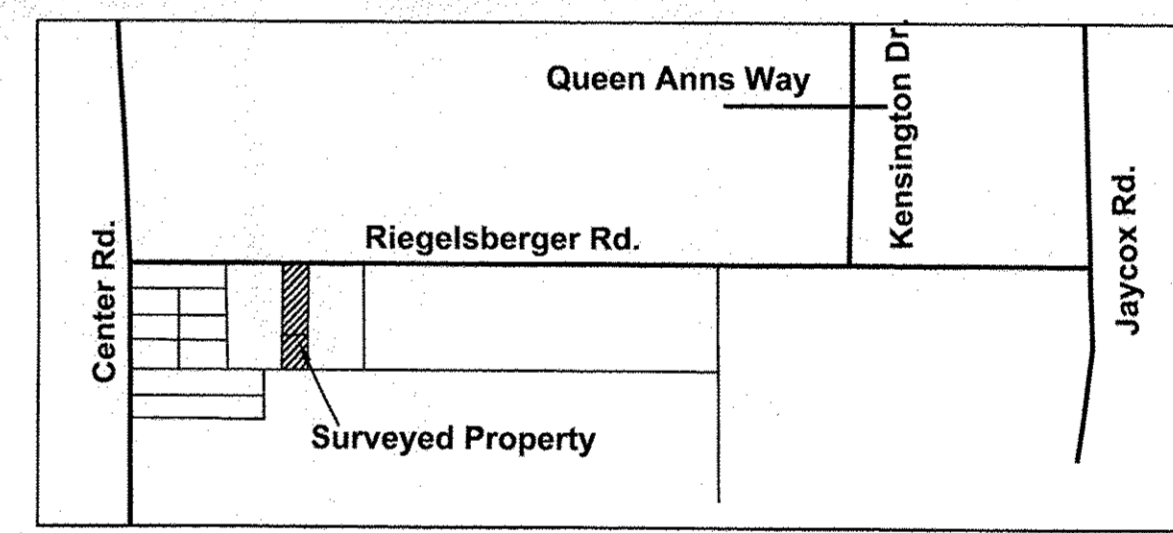 Queen Anns Way
Kensington Dr.
Jaycox Rd.
Riegelsberger Rd.
Center Rd.
Surveyed Property